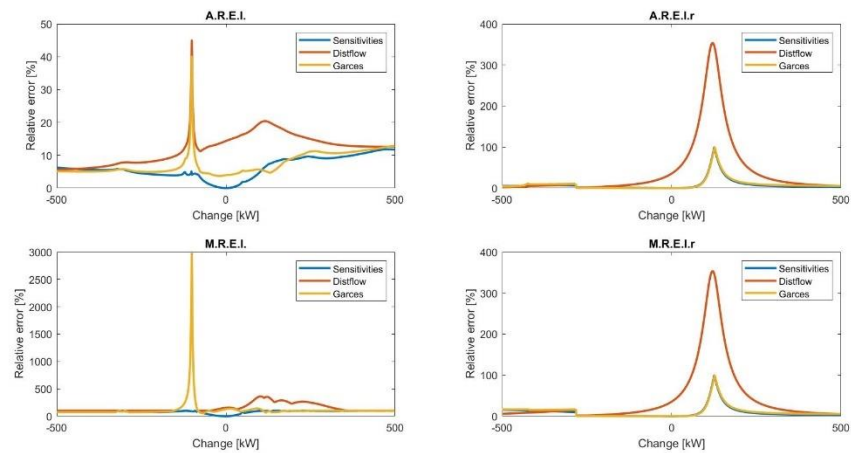 A.R.E.I.
Relative error [%]
50
40
30
20
10
0
-500
0
500
Change [kW]
Sensitivities
Distflow
Garces
A.R.E.I.r
Relative error [%]
400
300
200
100
0
-500
0
500
Change [kW]
Sensitivities
Distflow
Garces
M.R.E.I.
Relative error [%]
3000
2500
2000
1500
1000
500
0
-500
0
500
Change [kW]
Sensitivities
Distflow
Garces
M.R.E.I.r
Relative error [%]
400
300
200
100
0
-500
0
500
Change [kW]
Sensitivities
Distflow
Garces